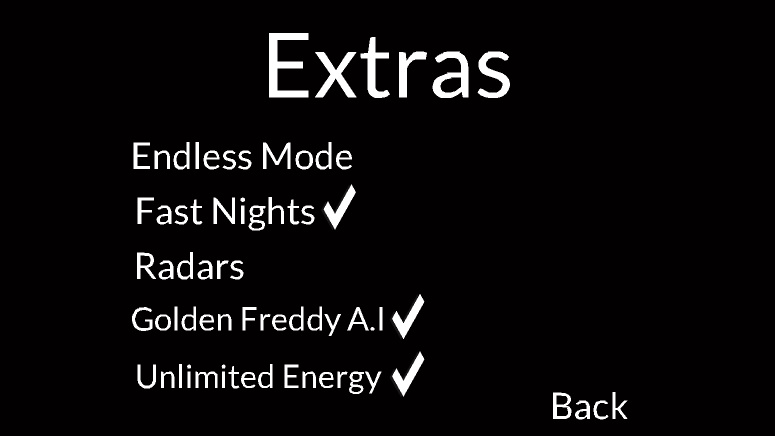 Extras
Endless Mode
Fast Nights
Radars
Golden Freddy A.I
Unlimited Energy
Back